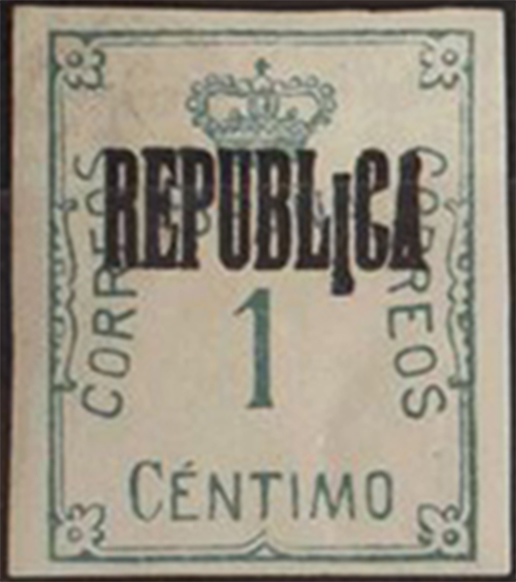 REPUBLiCA
CORREOS
CORREOS
1
CÉNTIMO